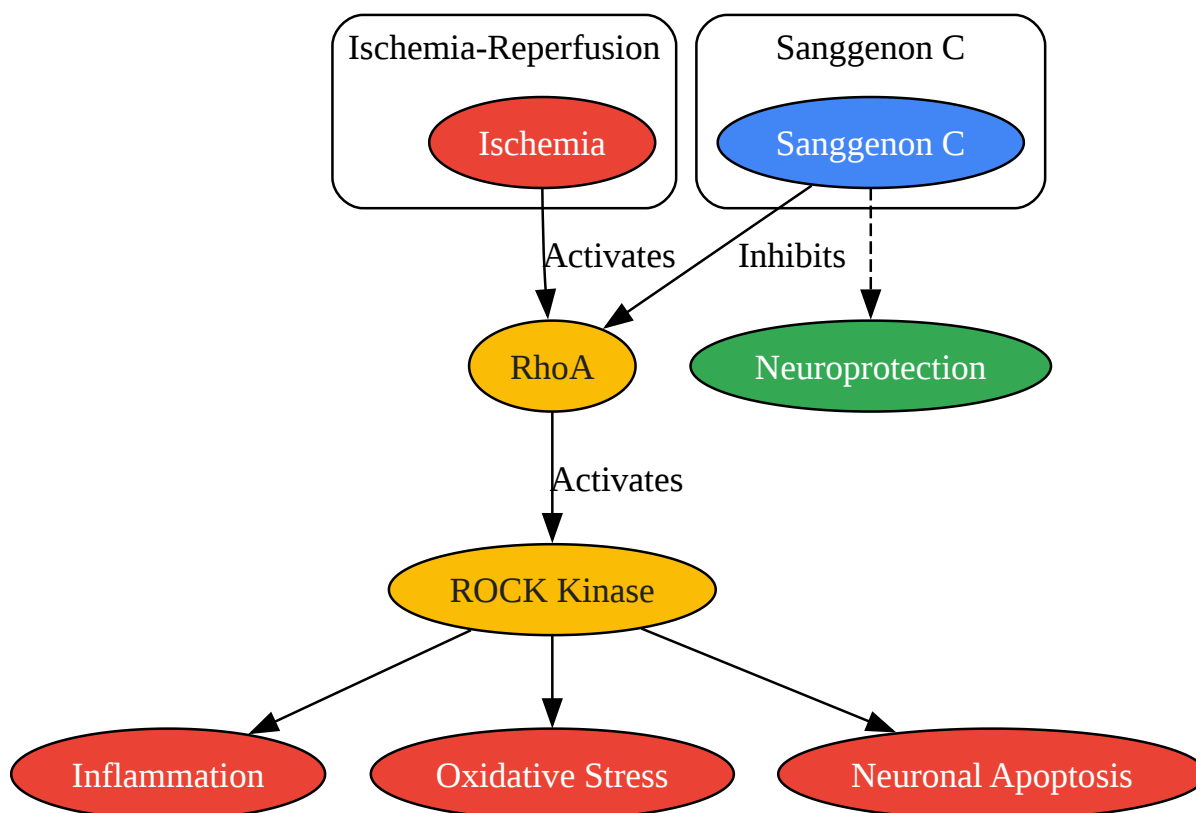 Ischemia-Reperfusion
Sanggenon C
Ischemia
Sanggenon C
Activates
Inhibits
RhoA
Neuroprotection
Activates
ROCK Kinase
Inflammation
Oxidative Stress
Neuronal Apoptosis